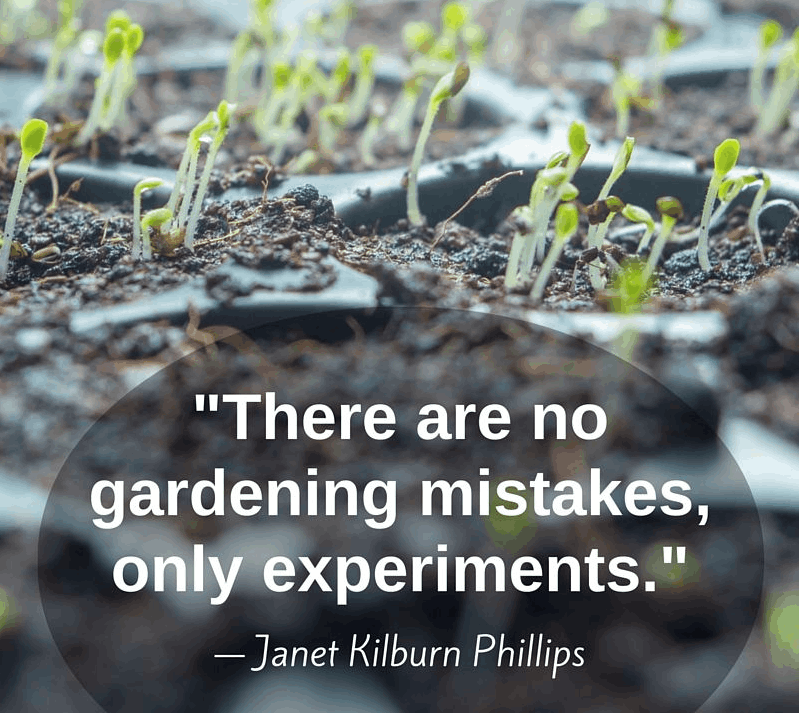 "There are no
gardening mistakes,
only experiments."
— Janet Kilburn Phillips